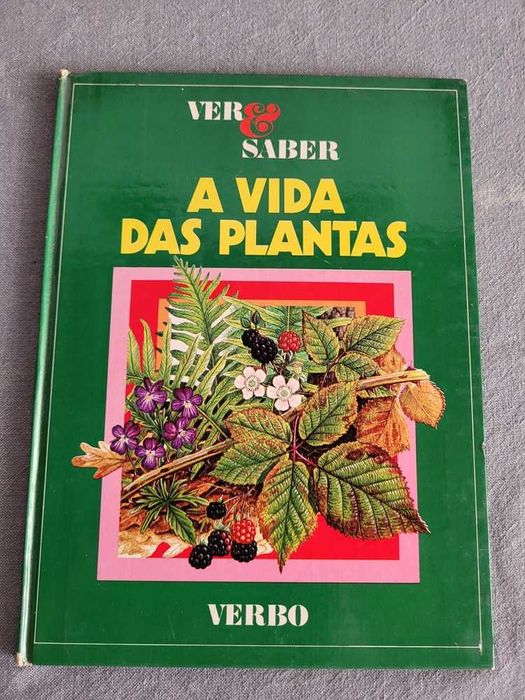 VER &
SABER
A VIDA
DAS PLANTAS
VERBO